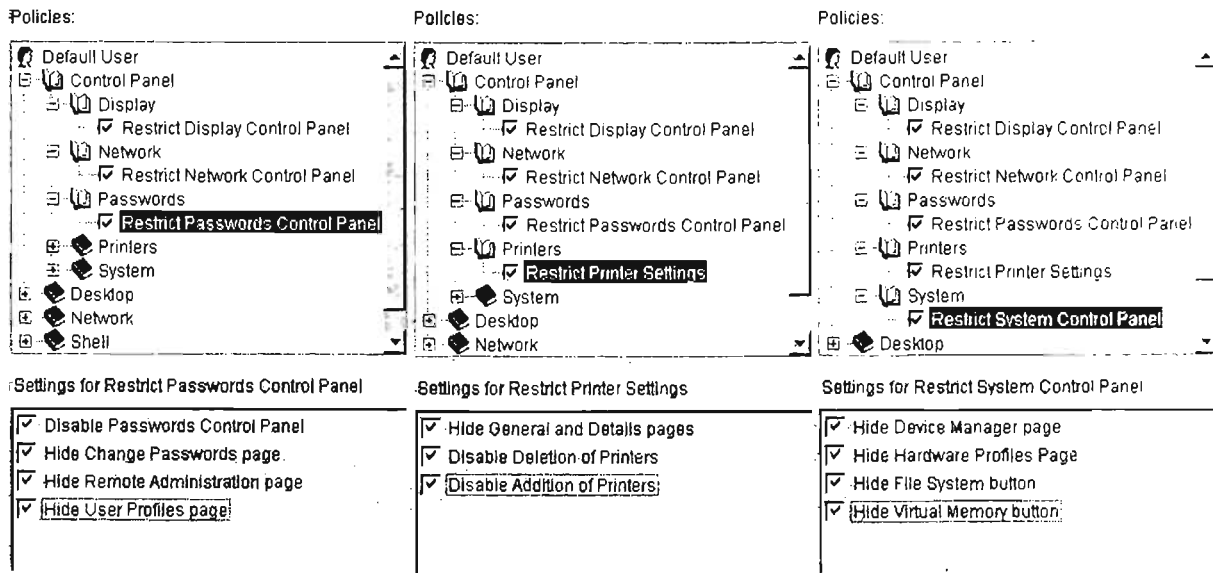 Policies:
Default User
Control Panel
Display
Restrict Display Control Panel
Network
Restrict Network Control Panel
Passwords
Restrict Passwords Control Panel
Printers
System
Desktop
Network
Shell
Settings for Restrict Passwords Control Panel
Disable Passwords Control Panel
Hide Change Passwords page.
Hide Remote Administration page
Hide User Profiles page
Policies:
Default User
Control Panel
Display
Restrict Display Control Panel
Network
Restrict Network Control Panel
Passwords
Restrict Passwords Control Panel
Printers
Restrict Printer Settings
System
Desktop
Network
Settings for Restrict Printer Settings
Hide General and Details pages
Disable Deletion of Printers
Disable Addition of Printers
Policies:
Default User
Control Panel
Display
Restrict Display Control Panel
Network
Restrict Network Control Panel
Passwords
Restrict Passwords Control Panel
Printers
Restrict Printer Settings
System
Restrict System Control Panel
Desktop
Settings for Restrict System Control Panel
Hide Device Manager page
Hide Hardware Profiles Page
Hide File System button
Hide Virtual Memory button